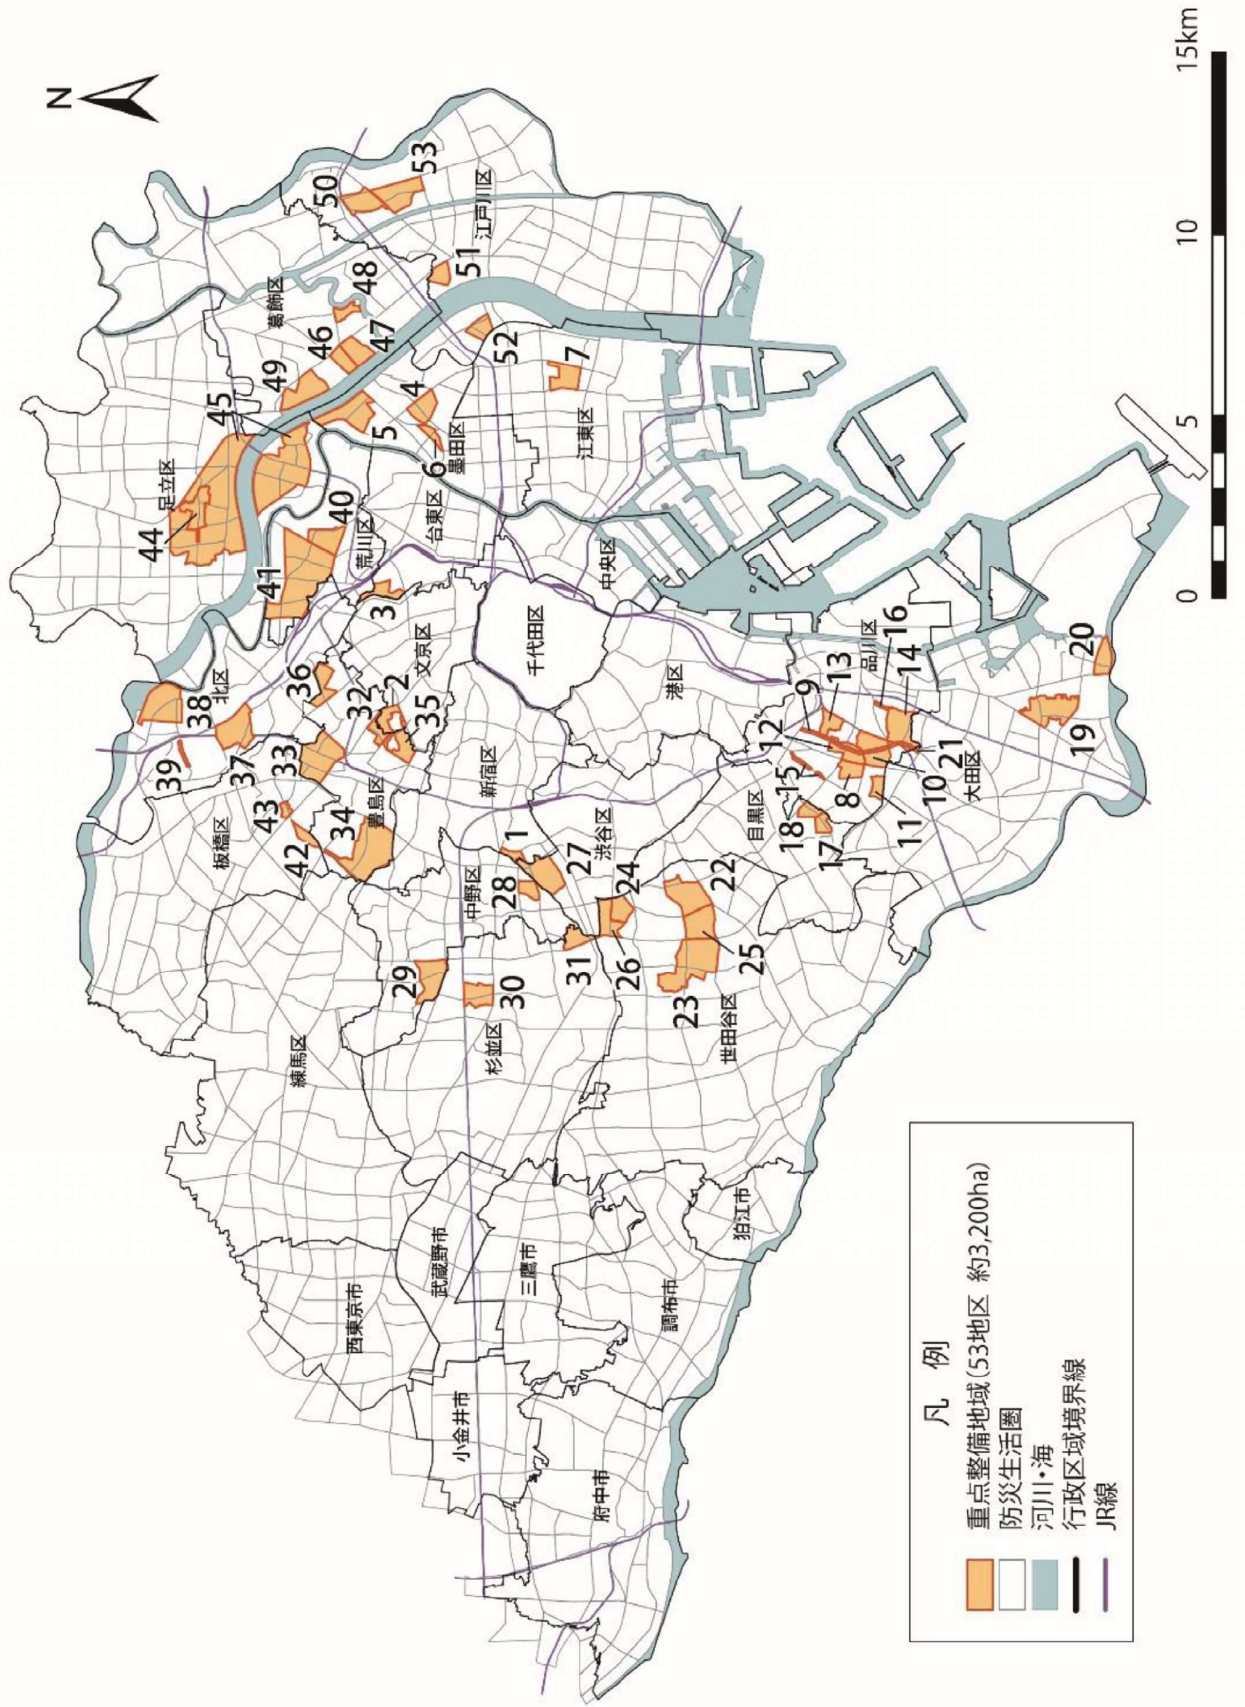 N
50
53
江戸川区
51
48
葛飾区
46
47
52
7
49
45
4
5
6
墨田区
江東区
足立区
44
40
41
荒川区
台東区
3
文京区
中央区
千代田区
36
北区
38
32
2
35
港区
39
37
33
43
34
豊島区
新宿区
板橋区
42
28
1
27
渋谷区
中野区
24
22
29
30
31
26
25
23
杉並区
世田谷区
練馬区
目黒区
12
9
13
品川区
16
14
15
18
17
8
11
10
21
大田区
20
19
西東京市
武蔵野市
三鷹市
調布市
狛江市
小金井市
府中市
0
5
10
15km
凡 例
重点整備地域(53地区 約3,200ha)
防災生活圏
河川・海
行政区域境界線
JR線